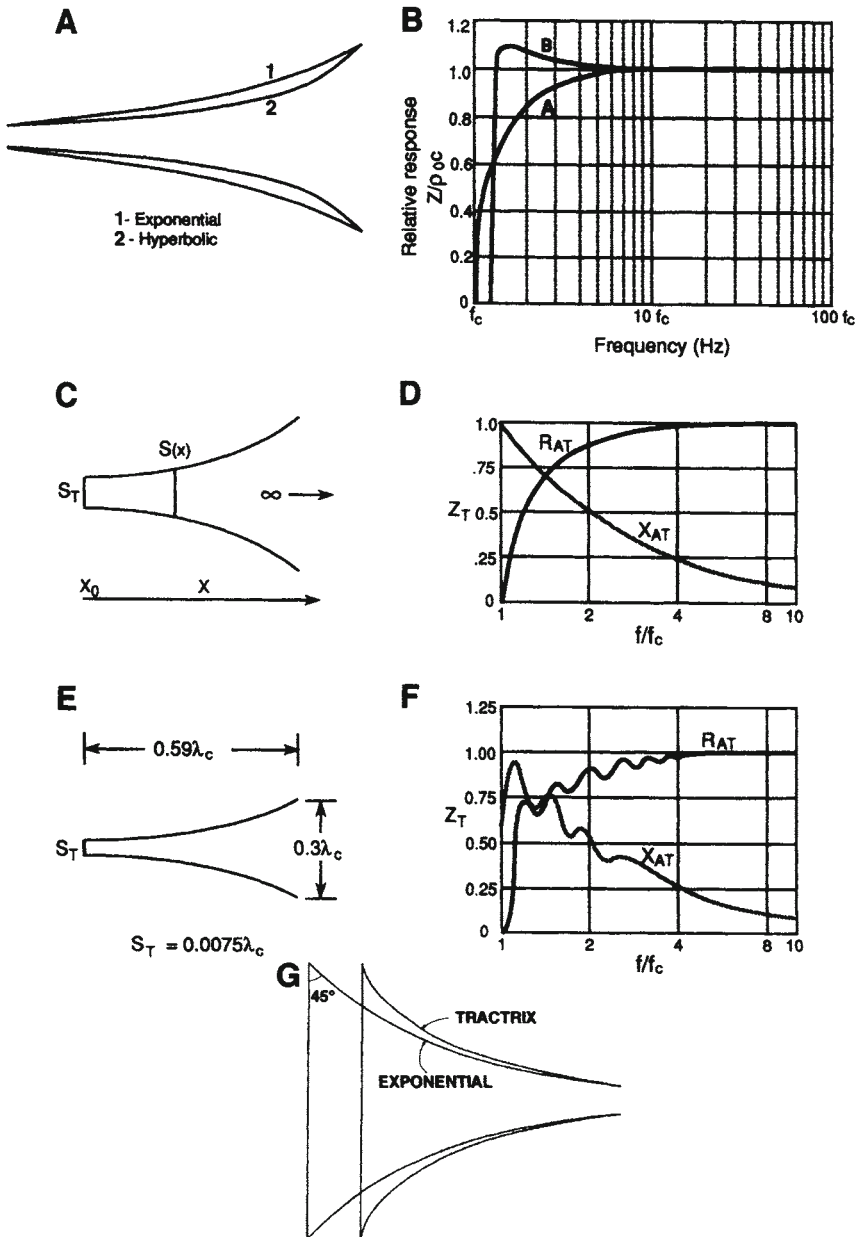 A
1
2
1- Exponential
2 - Hyperbolic
B
Relative response
Z/ρ₀c
1.2
1.0
0.8
0.6
0.4
0.2
0
B
A
fc
10 fc
100 fc
Frequency (Hz)
C
S(x)
ST
∞
X0
X
D
1.0
.75
ZT 0.5
.25
0
RAT
XAT
1
2
4
8
10
f/fc
E
0.59λc
ST
0.3λc
ST = 0.0075λc
F
1.25
1.00
0.75
ZT
0.50
0.25
0
RAT
XAT
1
2
4
8
10
f/fc
G
45°
TRACTRIX
EXPONENTIAL